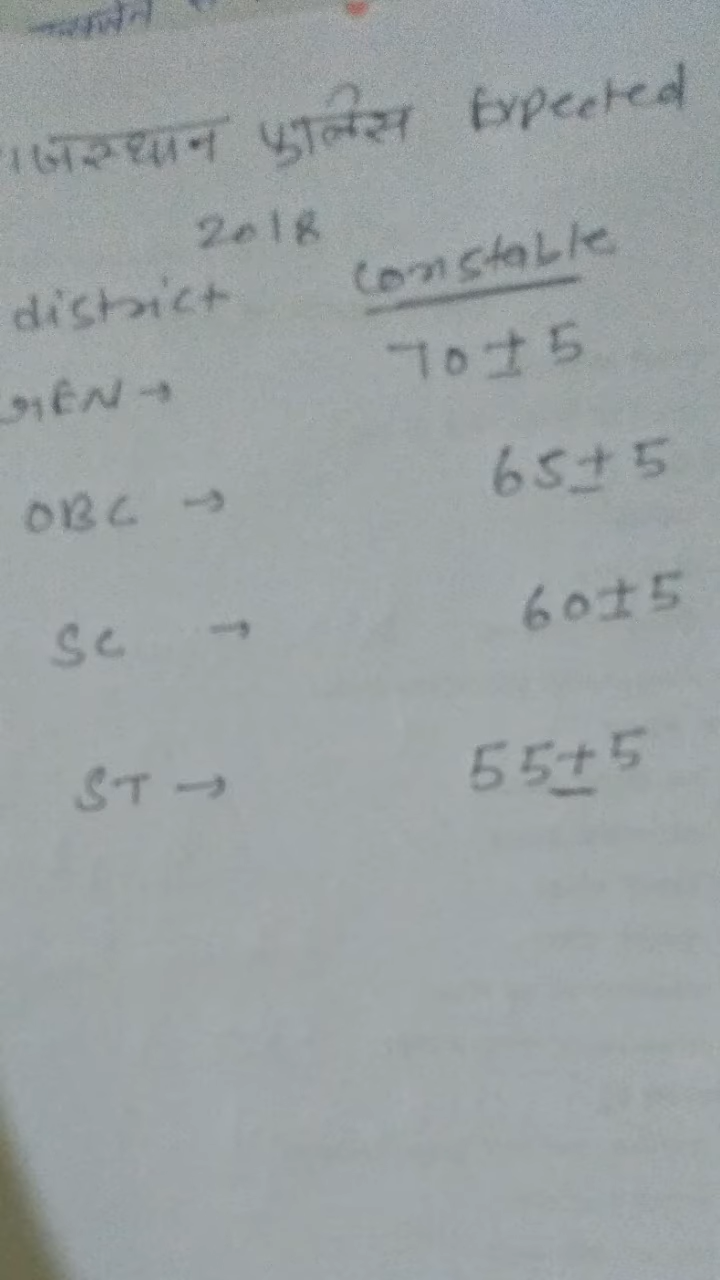 राजस्थान पुलिस Expected
2018
district constable
GEN → 70 ± 5
OBC → 65 ± 5
SC → 60 ± 5
ST → 55 ± 5